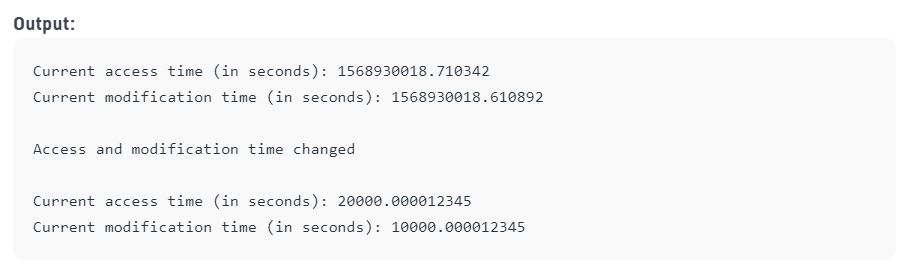 Output:
Current access time (in seconds): 1568930018.710342
Current modification time (in seconds): 1568930018.610892
Access and modification time changed
Current access time (in seconds): 20000.000012345
Current modification time (in seconds): 10000.000012345